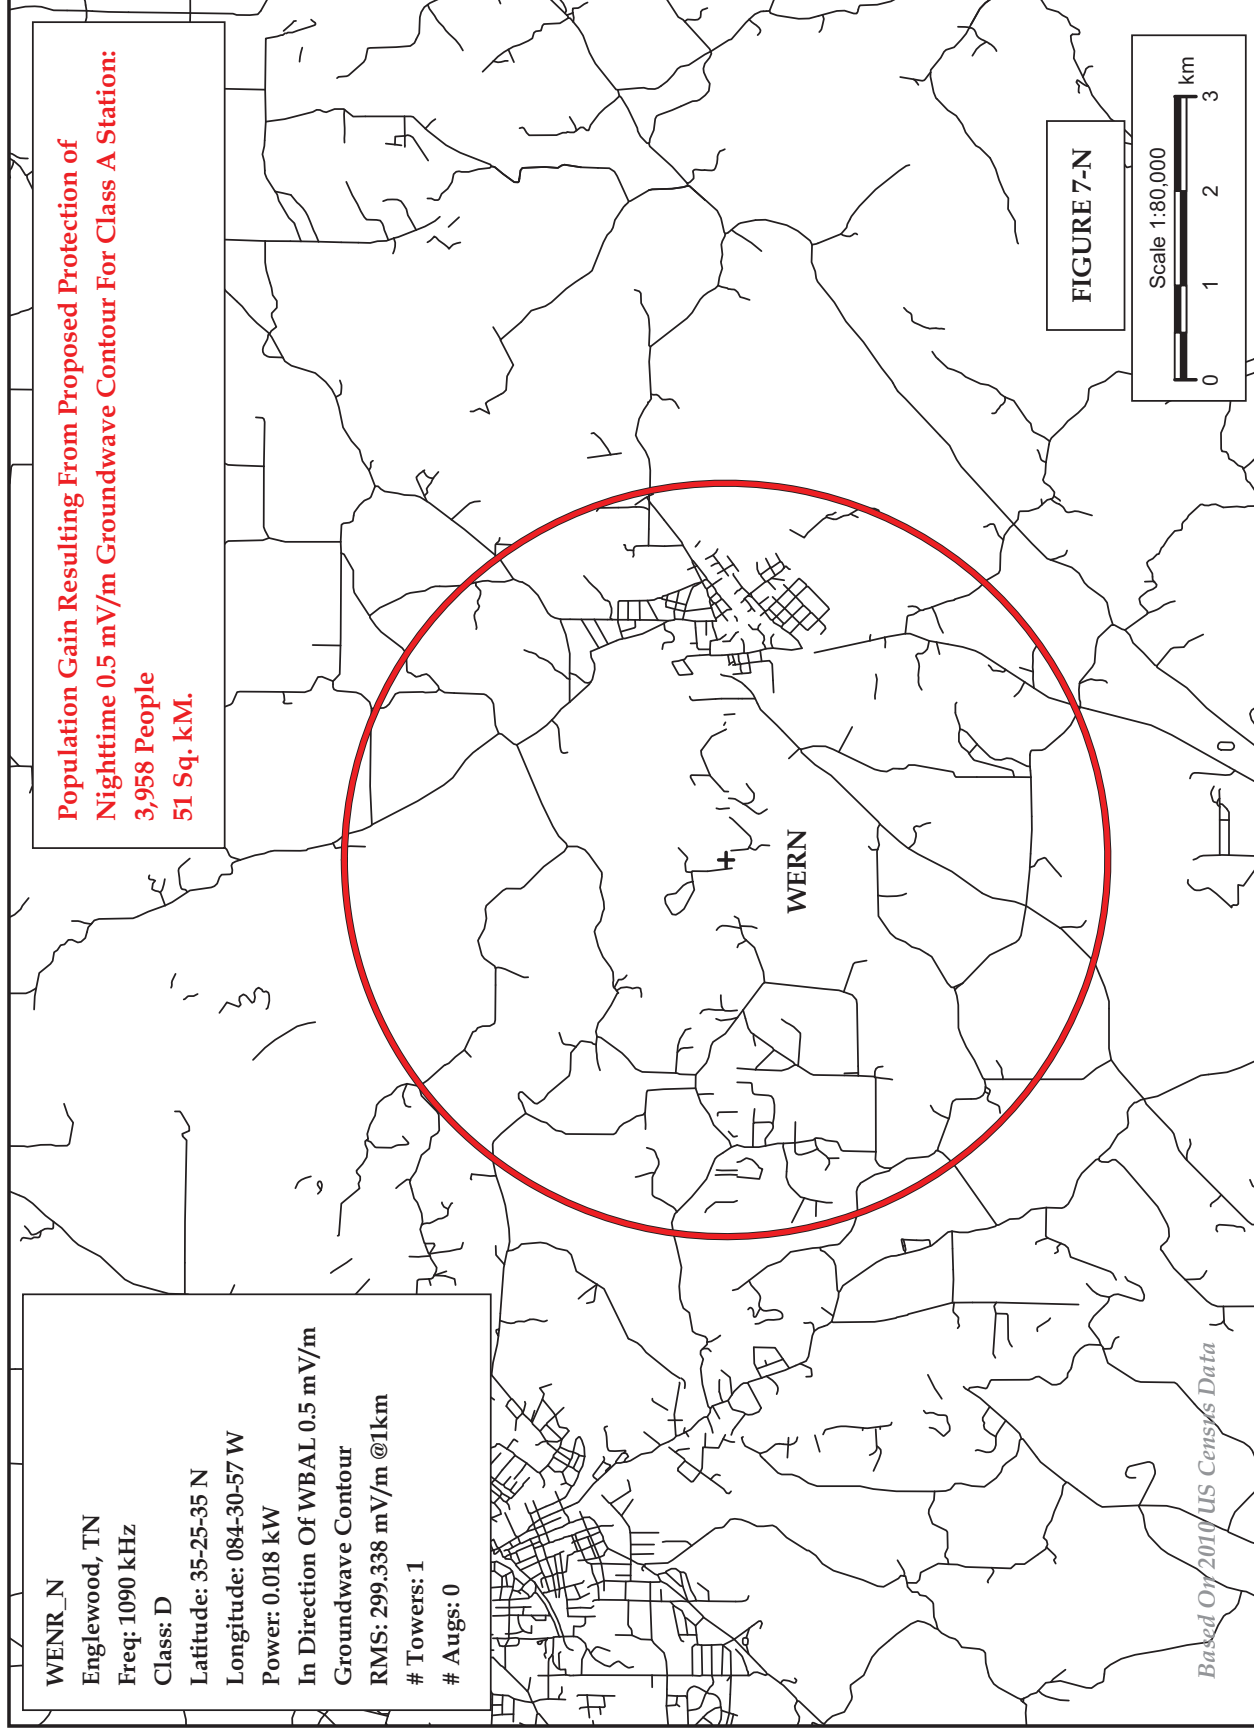 WENR_N
Englewood, TN
Freq: 1090 kHz
Class: D
Latitude: 35-25-35 N
Longitude: 084-30-57 W
Power: 0.018 kW
In Direction Of WBAL 0.5 mV/m
Groundwave Contour
RMS: 299.338 mV/m @1km
# Towers: 1
# Augs: 0
Population Gain Resulting From Proposed Protection of
Nighttime 0.5 mV/m Groundwave Contour For Class A Station:
3,958 People
51 Sq. kM.
WERN
FIGURE 7-N
Scale 1:80,000
km
0 1 2 3
Based On 2010 US Census Data